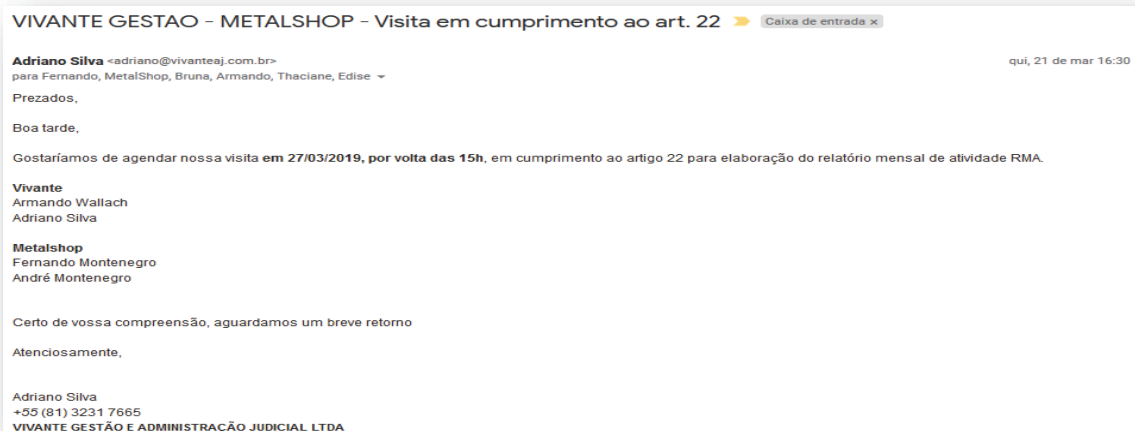 VIVANTE GESTAO - METALSHOP - Visita em cumprimento ao art. 22 Caixa de entrada x
Adriano Silva <adriano@vivanteaj.com.br> qui, 21 de mar 16:30
para Fernando, MetalShop, Bruna, Armando, Thaciane, Edise
Prezados,
Boa tarde,
Gostaríamos de agendar nossa visita em 27/03/2019, por volta das 15h, em cumprimento ao artigo 22 para elaboração do relatório mensal de atividade RMA.
Vivante
Armando Wallach
Adriano Silva
Metalshop
Fernando Montenegro
André Montenegro
Certo de vossa compreensão, aguardamos um breve retorno
Atenciosamente,
Adriano Silva
+55 (81) 3231 7665
VIVANTE GESTÃO E ADMINISTRAÇÃO JUDICIAL LTDA